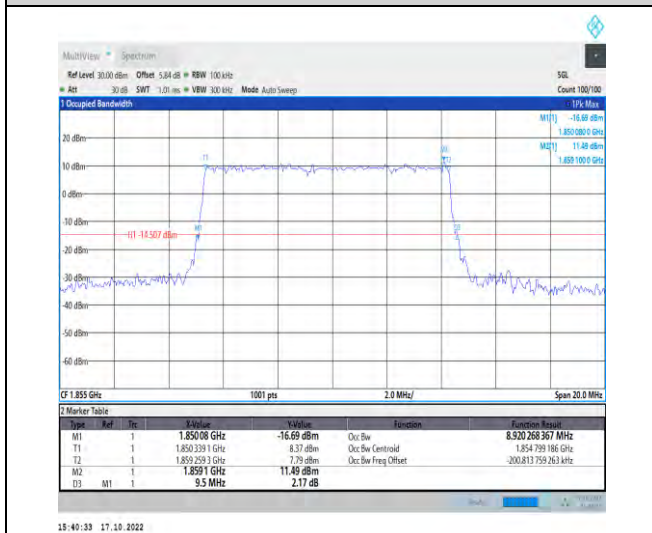 MultiView Spectrum
Ref Level 30.00 dBm Offset 5.84 dB RBW 100 kHz SGL
Att 30 dB SWT 1.01 ms VBW 300 kHz Mode Auto Sweep Count 100/100
1 Occupied Bandwidth 1Pk Max
M1[1] -16.69 dBm
1.850 080 0 GHz
M2[1] 11.49 dBm
1.859 100 0 GHz
20 dBm
M2
T1 T2
10 dBm
0 dBm
-10 dBm
M1
H1 -14.507 dBm
-20 dBm
-30 dBm
-40 dBm
-50 dBm
-60 dBm
CF 1.855 GHz 1001 pts 2.0 MHz/ Span 20.0 MHz
2 Marker Table
Type Ref Trc X-Value Y-Value Function Function Result
M1 1 1.85008 GHz -16.69 dBm Occ Bw 8.920 268 367 MHz
T1 1 1.850 339 1 GHz 8.37 dBm Occ Bw Centroid 1.854 799 186 GHz
T2 1 1.859 259 3 GHz 7.79 dBm Occ Bw Freq Offset -200.813 759 263 kHz
M2 1 1.8591 GHz 11.49 dBm
D3 M1 1 9.5 MHz 2.17 dB
15:40:33 17.10.2022